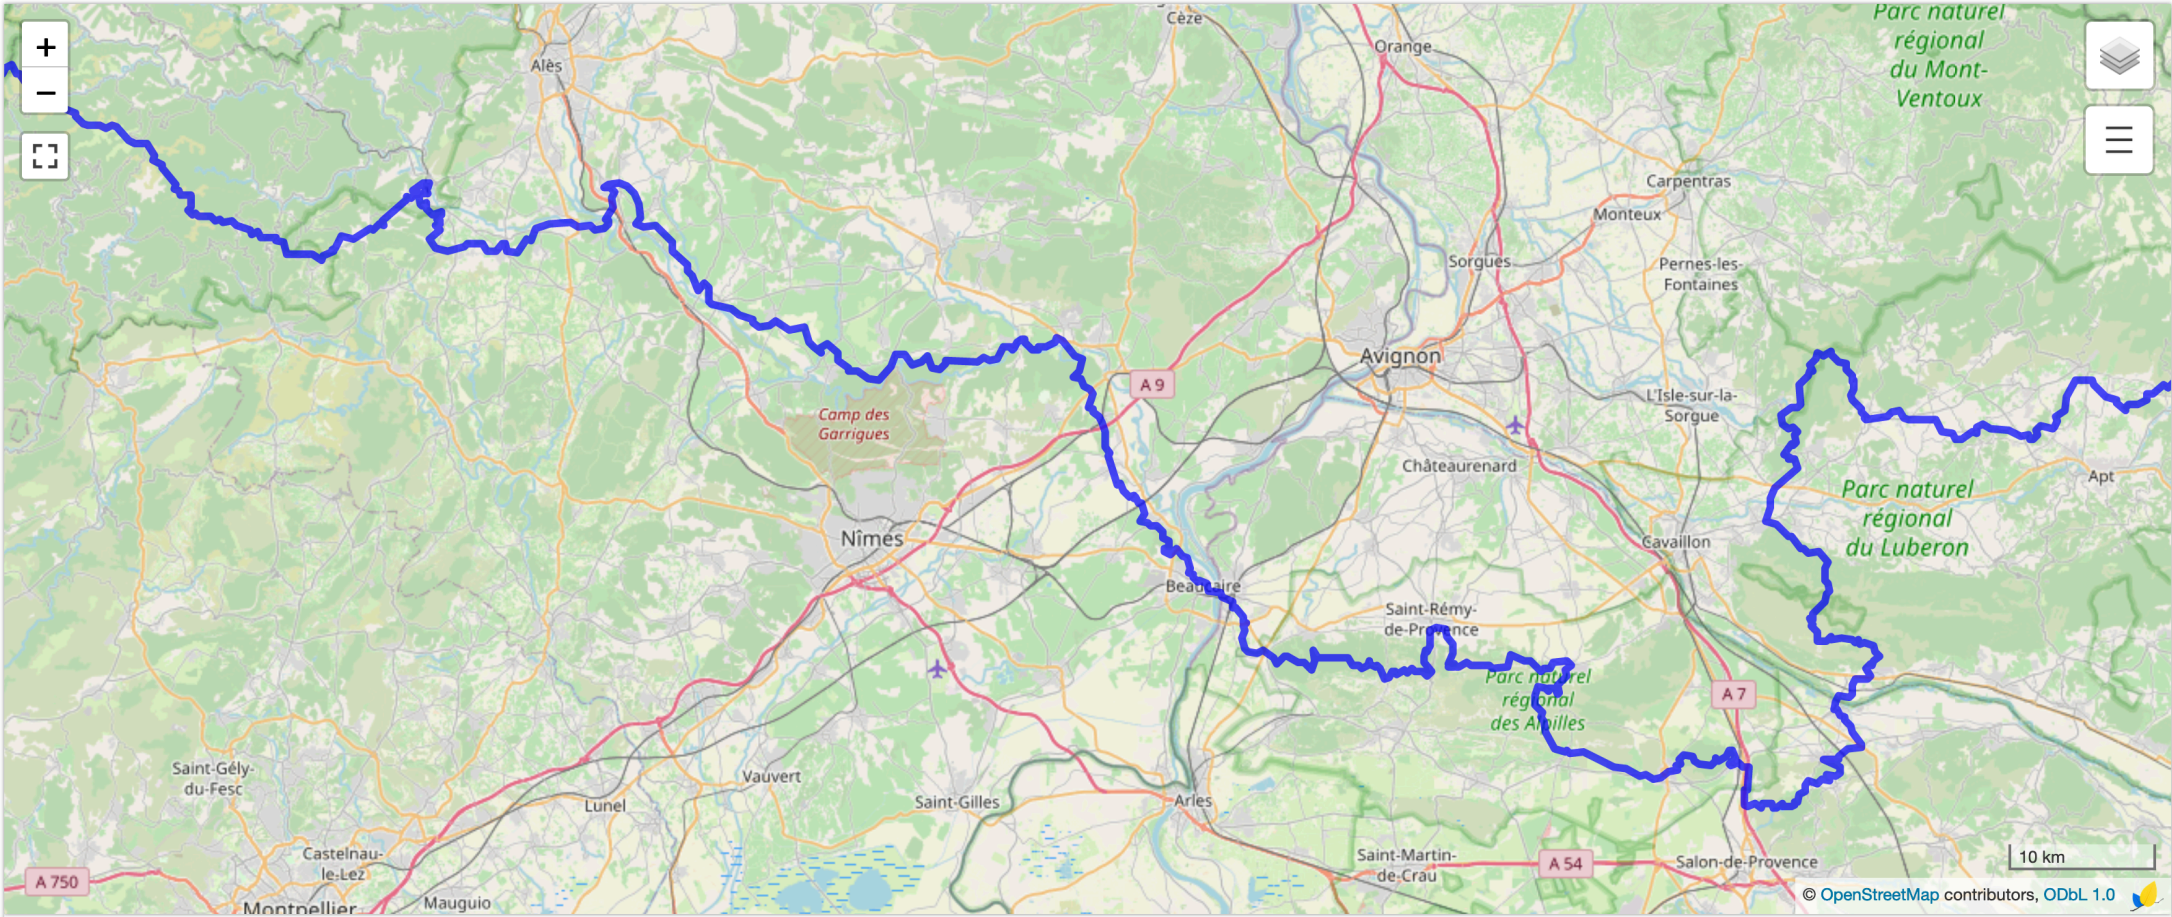 Cèze
Parc naturel
régional
du Mont-
Ventoux
+
−
Orange
Alès
Carpentras
Monteux
Sorgues
Pernes-les-
Fontaines
Avignon
A 9
L'Isle-sur-la-
Sorgue
Camp des
Garrigues
Châteaurenard
Apt
Parc naturel
régional
du Luberon
Nîmes
Cavaillon
Beaucaire
Saint-Rémy-
de-Provence
Parc naturel
régional
des Alpilles
A 7
Saint-Gély-
du-Fesc
Vauvert
Lunel
Saint-Gilles
Arles
Castelnau-
le-Lez
Saint-Martin-
de-Crau
A 54
Salon-de-Provence
10 km
A 750
Mauguio
Montpellier
© OpenStreetMap contributors, ODbL 1.0